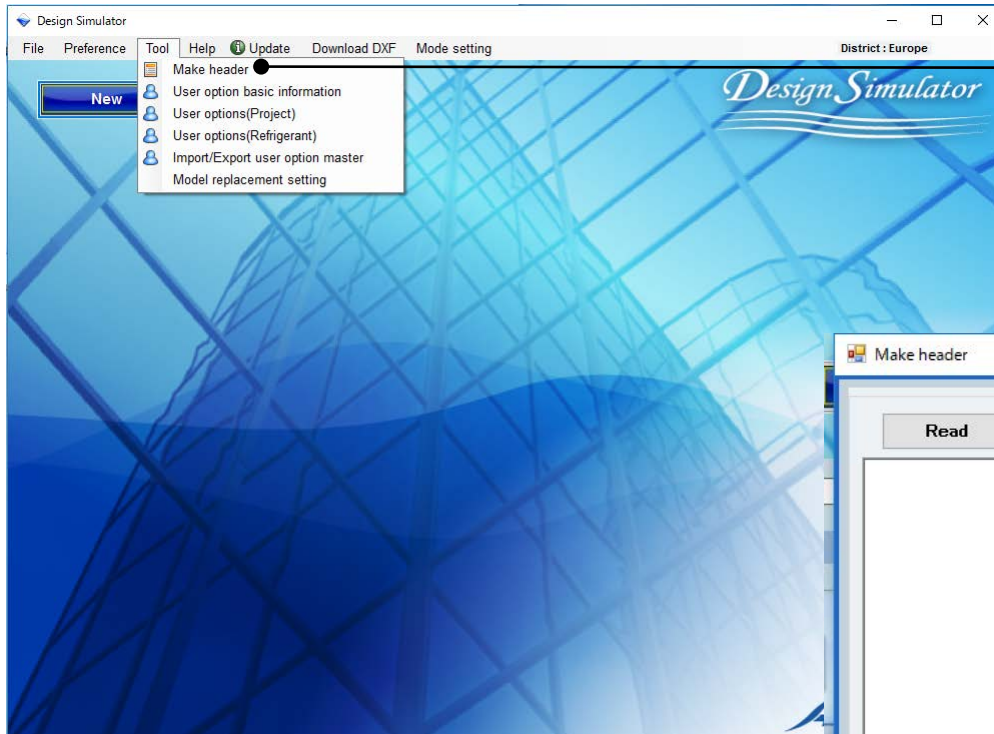 Design Simulator
File Preference Tool Help Update Download DXF Mode setting District : Europe
Make header
User option basic information
User options(Project)
User options(Refrigerant)
Import/Export user option master
Model replacement setting
New
Design Simulator
Make header
Read